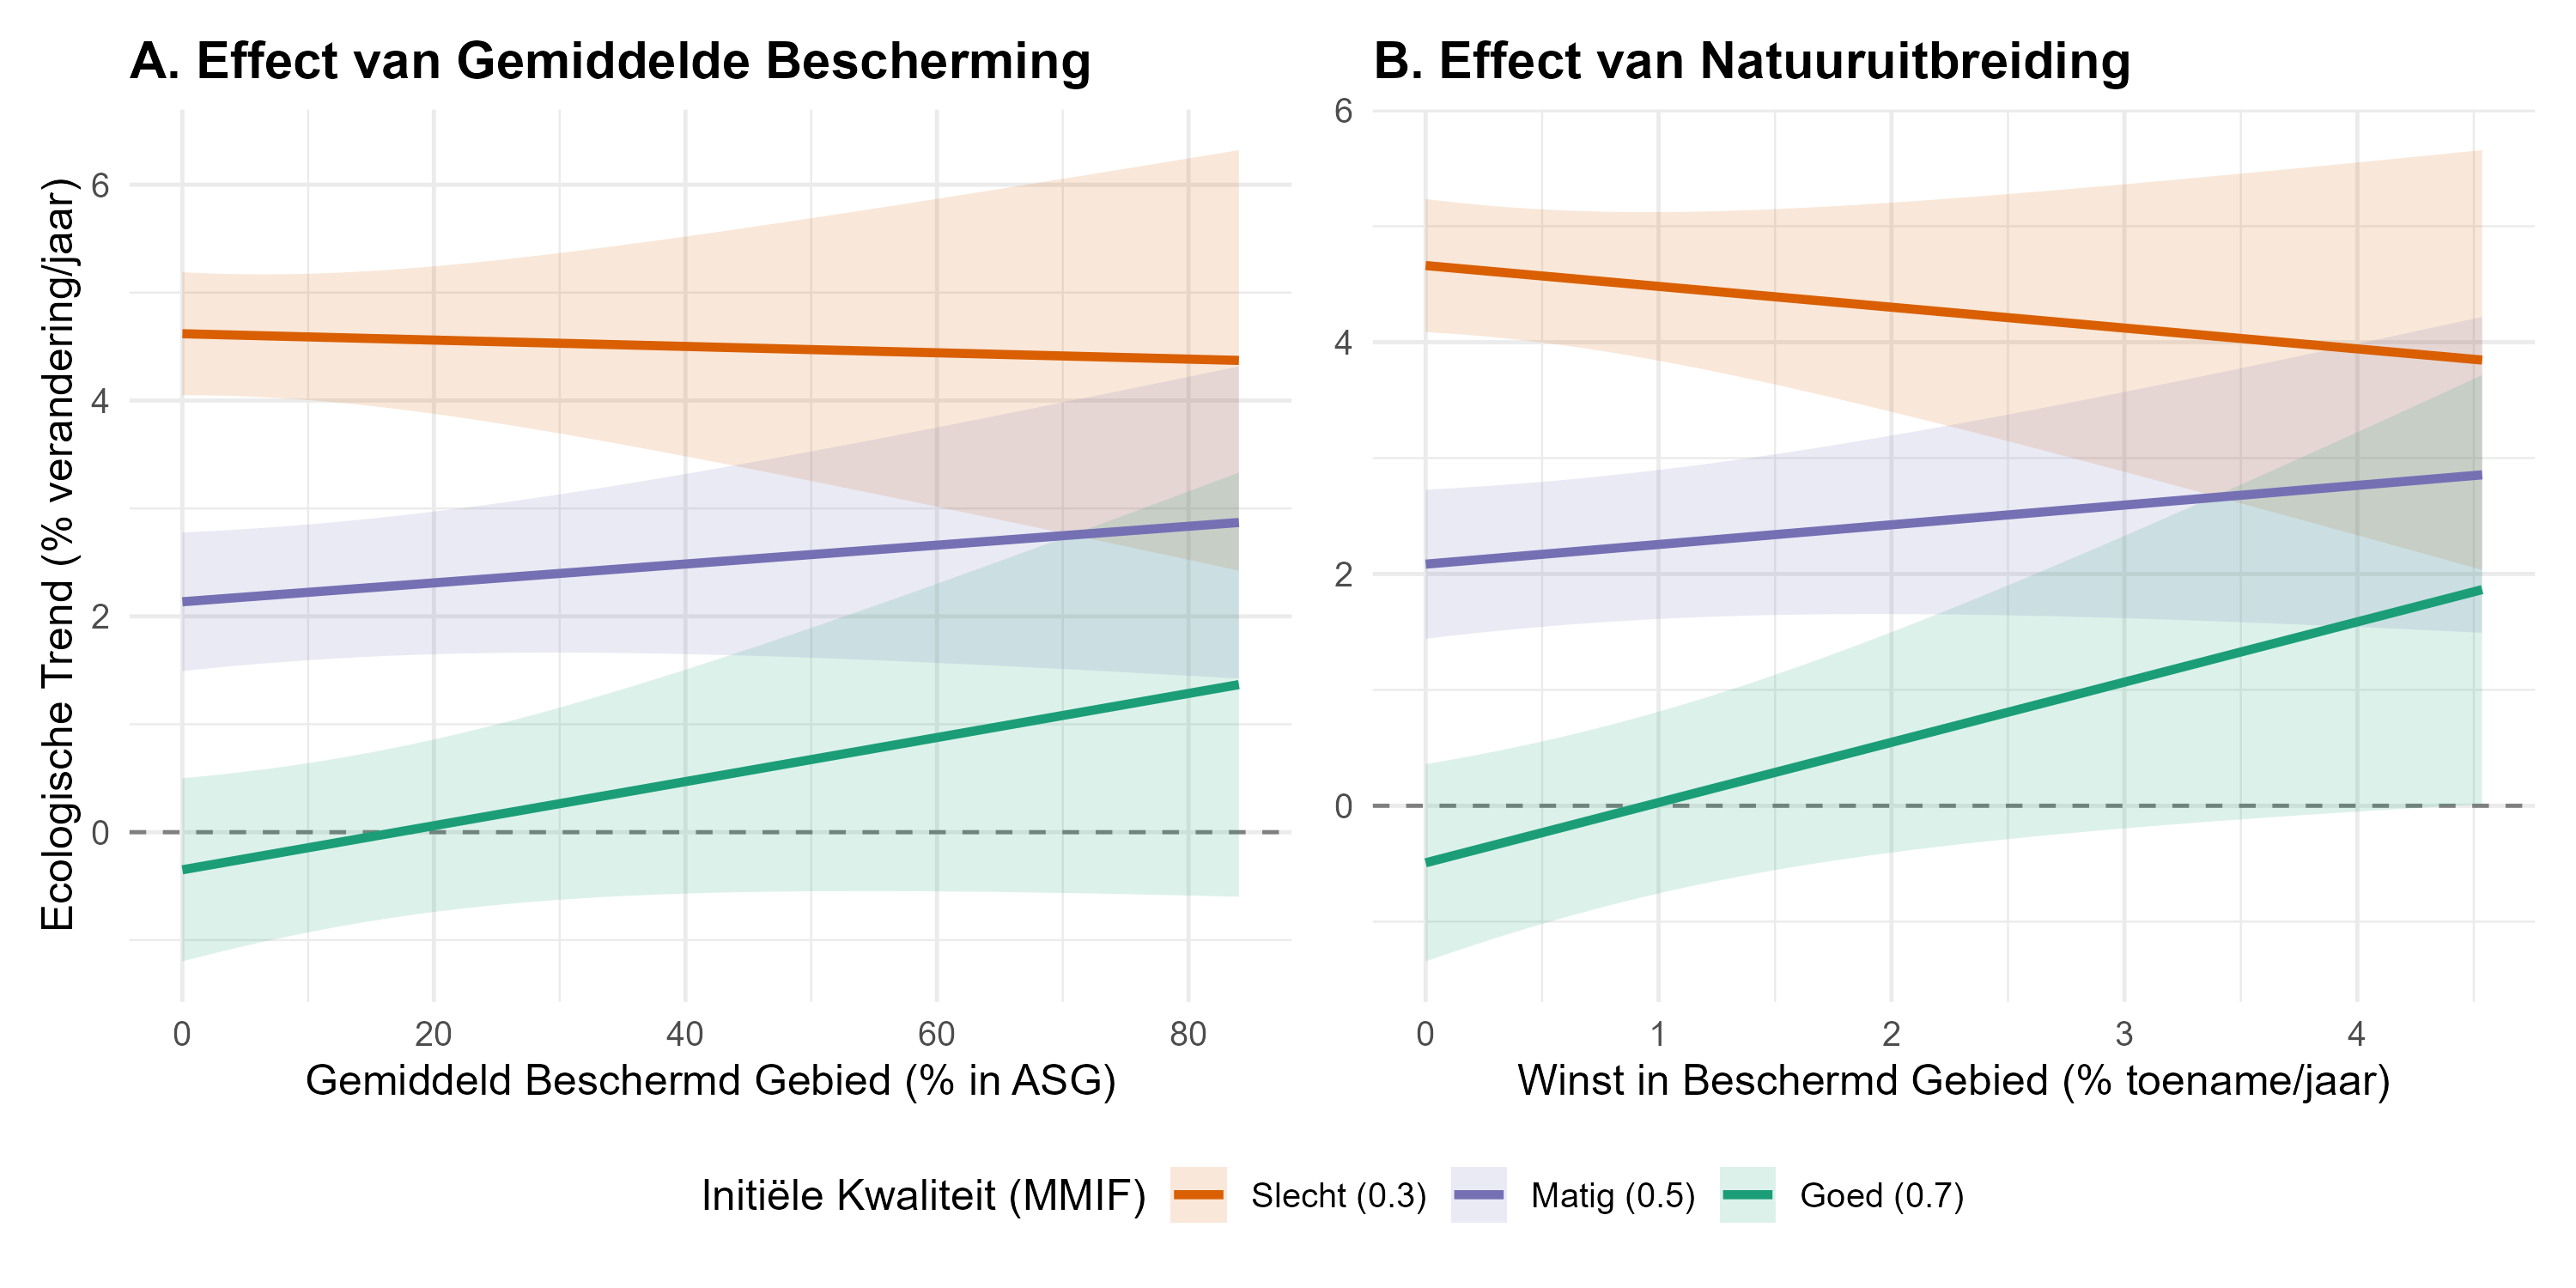 A. Effect van Gemiddelde Bescherming
B. Effect van Natuuruitbreiding
Ecologische Trend (% verandering/jaar)
6
4
2
0
6
4
2
0
0 20 40 60 80
0 1 2 3 4
Gemiddeld Beschermd Gebied (% in ASG)
Winst in Beschermd Gebied (% toename/jaar)
Initiële Kwaliteit (MMIF) Slecht (0.3) Matig (0.5) Goed (0.7)